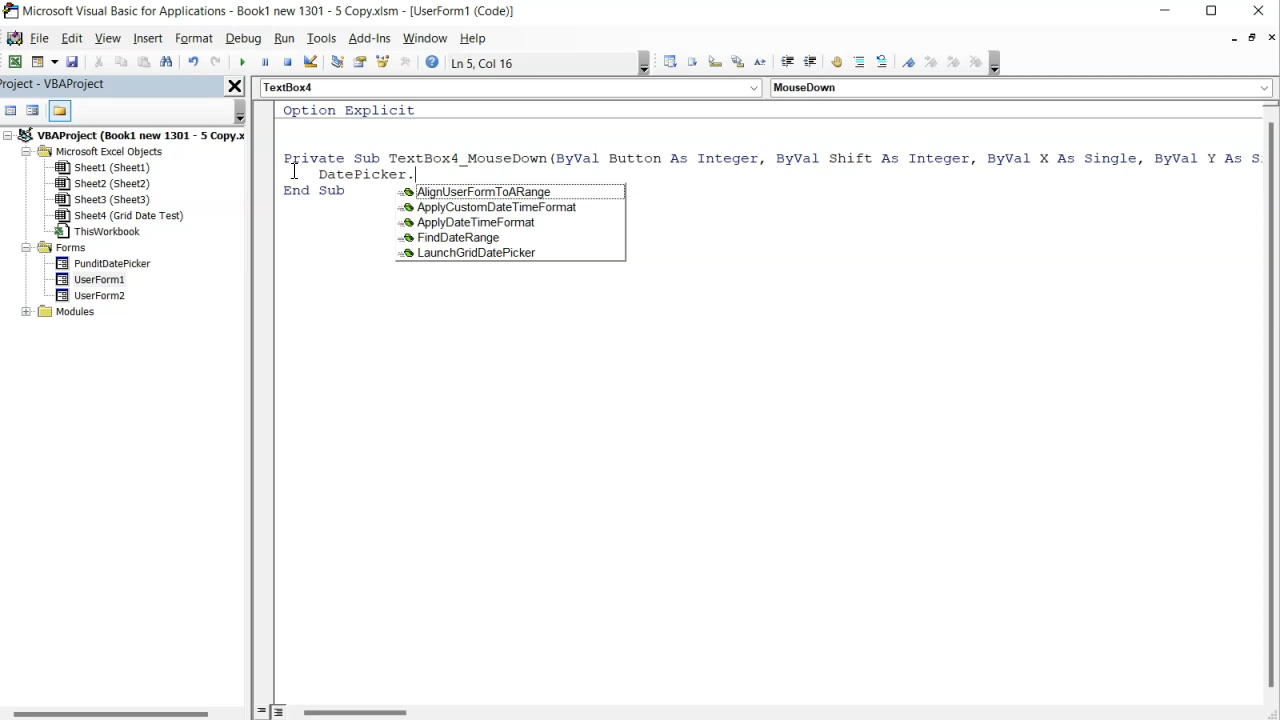 Microsoft Visual Basic for Applications - Book1 new 1301 - 5 Copy.xlsm - [UserForm1 (Code)]
File Edit View Insert Format Debug Run Tools Add-Ins Window Help
Ln 5, Col 16
Project - VBAProject
TextBox4
MouseDown
Option Explicit
VBAProject (Book1 new 1301 - 5 Copy.x
Microsoft Excel Objects
Sheet1 (Sheet1)
Sheet2 (Sheet2)
Sheet3 (Sheet3)
Sheet4 (Grid Date Test)
ThisWorkbook
Forms
PunditDatePicker
UserForm1
UserForm2
Modules
Private Sub TextBox4_MouseDown(ByVal Button As Integer, ByVal Shift As Integer, ByVal X As Single, ByVal Y As S
DatePicker.
End Sub
AlignUserFormToARange
ApplyCustomDateTimeFormat
ApplyDateTimeFormat
FindDateRange
LaunchGridDatePicker